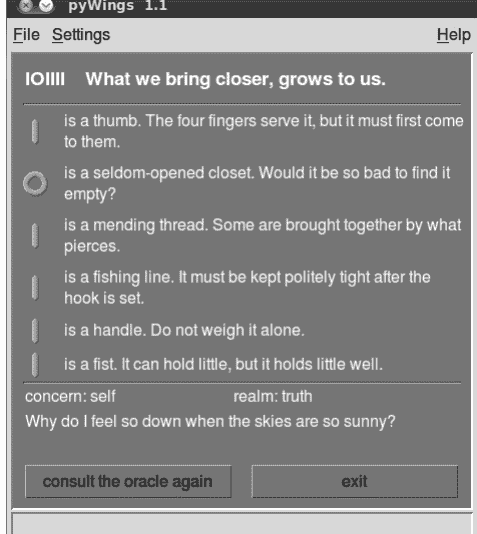 pyWings 1.1
File Settings Help
IOIIII What we bring closer, grows to us.
is a thumb. The four fingers serve it, but it must first come
to them.
is a seldom-opened closet. Would it be so bad to find it
empty?
is a mending thread. Some are brought together by what
pierces.
is a fishing line. It must be kept politely tight after the
hook is set.
is a handle. Do not weigh it alone.
is a fist. It can hold little, but it holds little well.
concern: self realm: truth
Why do I feel so down when the skies are so sunny?
consult the oracle again exit